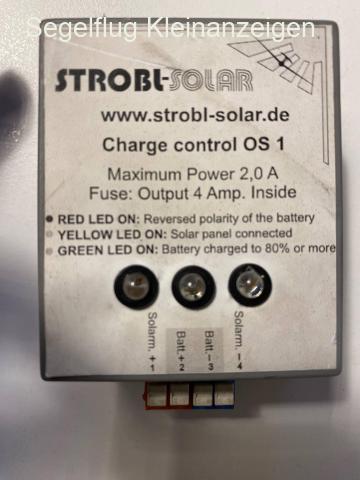 Segelflug Kleinanzeigen
STROBL-SOLAR
www.strobl-solar.de
Charge control OS 1
Maximum Power 2,0 A
Fuse: Output 4 Amp. Inside
RED LED ON: Reversed polarity of the battery
YELLOW LED ON: Solar panel connected
GREEN LED ON: Battery charged to 80% or more
Solarm. + 1
Batt.+ 2
Batt.– 3
Solarm. – 4